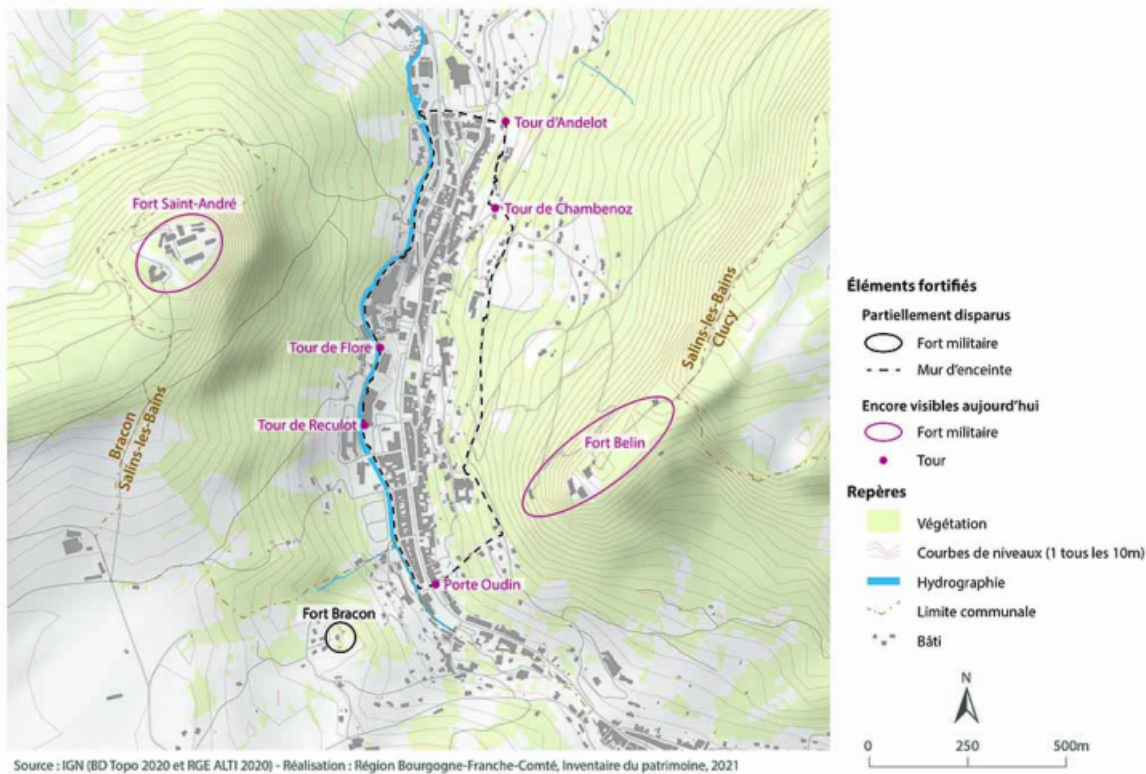 Tour d'Andelot
Fort Saint-André
Tour de Chambenoz
Salins-les-Bains
Clucy
Tour de Flore
Bracon
Salins-les-Bains
Tour de Reculot
Fort Belin
Porte Oudin
Fort Bracon
Éléments fortifiés
Partiellement disparus
Fort militaire
Mur d'enceinte
Encore visibles aujourd'hui
Fort militaire
Tour
Repères
Végétation
Courbes de niveaux (1 tous les 10m)
Hydrographie
Limite communale
Bâti
N
0 250 500m
Source : IGN (BD Topo 2020 et RGE ALTI 2020) - Réalisation : Région Bourgogne-Franche-Comté, Inventaire du patrimoine, 2021